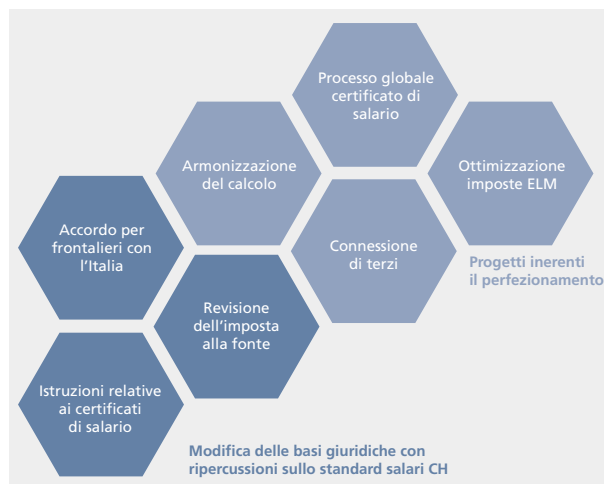 Processo globale
certificato di
salario
Armonizzazione
del calcolo
Ottimizzazione
imposte ELM
Accordo per
frontalieri con
l'Italia
Connessione
di terzi
Progetti inerenti
il perfezionamento
Revisione
dell'imposta
alla fonte
Istruzioni relative
ai certificati
di salario
Modifica delle basi giuridiche con
ripercussioni sullo standard salari CH